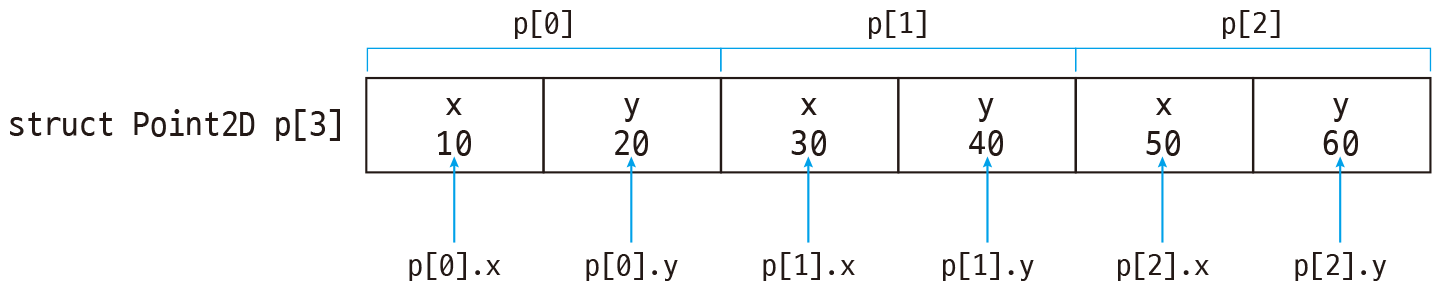 p[0] p[1] p[2]
struct Point2D p[3]
x y x y x y
10 20 30 40 50 60
p[0].x p[0].y p[1].x p[1].y p[2].x p[2].y